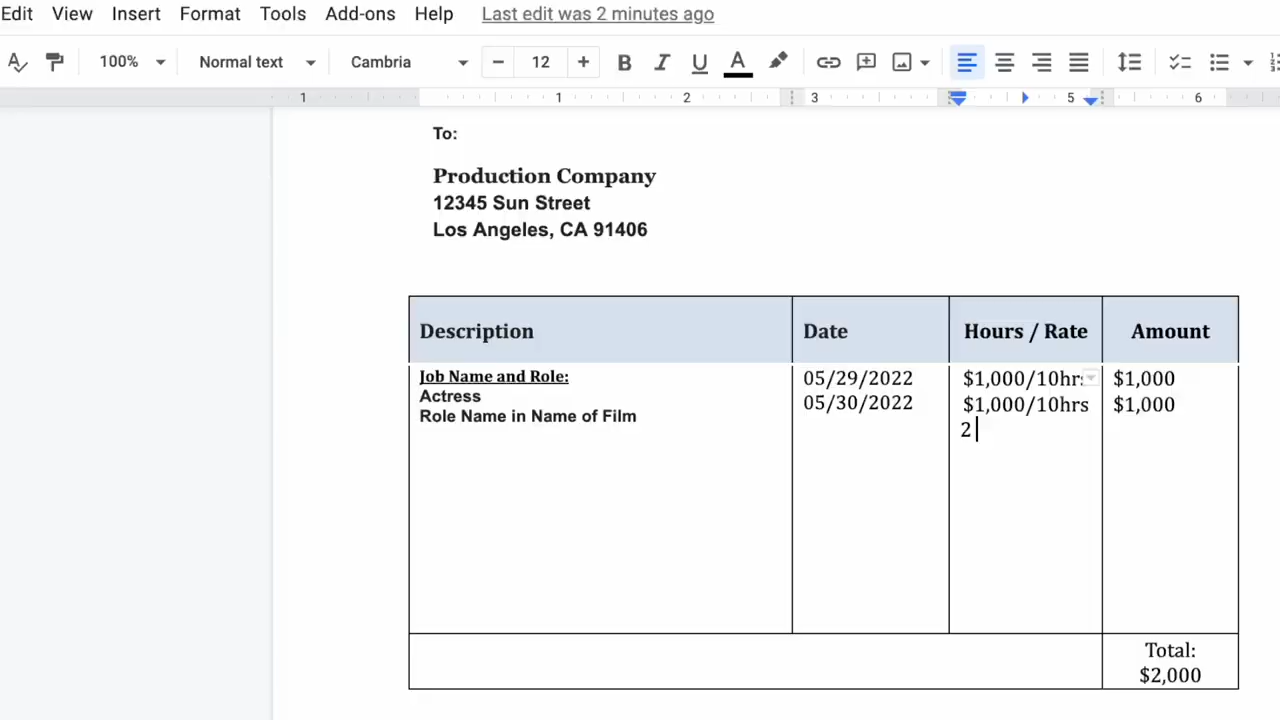 Edit View Insert Format Tools Add-ons Help Last edit was 2 minutes ago
100% Normal text Cambria 12 B I U A
1 1 2 3 5 6
To:
Production Company
12345 Sun Street
Los Angeles, CA 91406
Description Date Hours / Rate Amount
Job Name and Role: 05/29/2022 $1,000/10hrs $1,000
Actress 05/30/2022 $1,000/10hrs $1,000
Role Name in Name of Film 2
Total:
$2,000